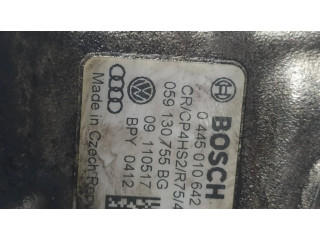 BOSCH
0 445 010 642
CR/CP4HS2/R75/4
059 130 755 BG
09 110517
BPY 0412
Made in Czech Rep